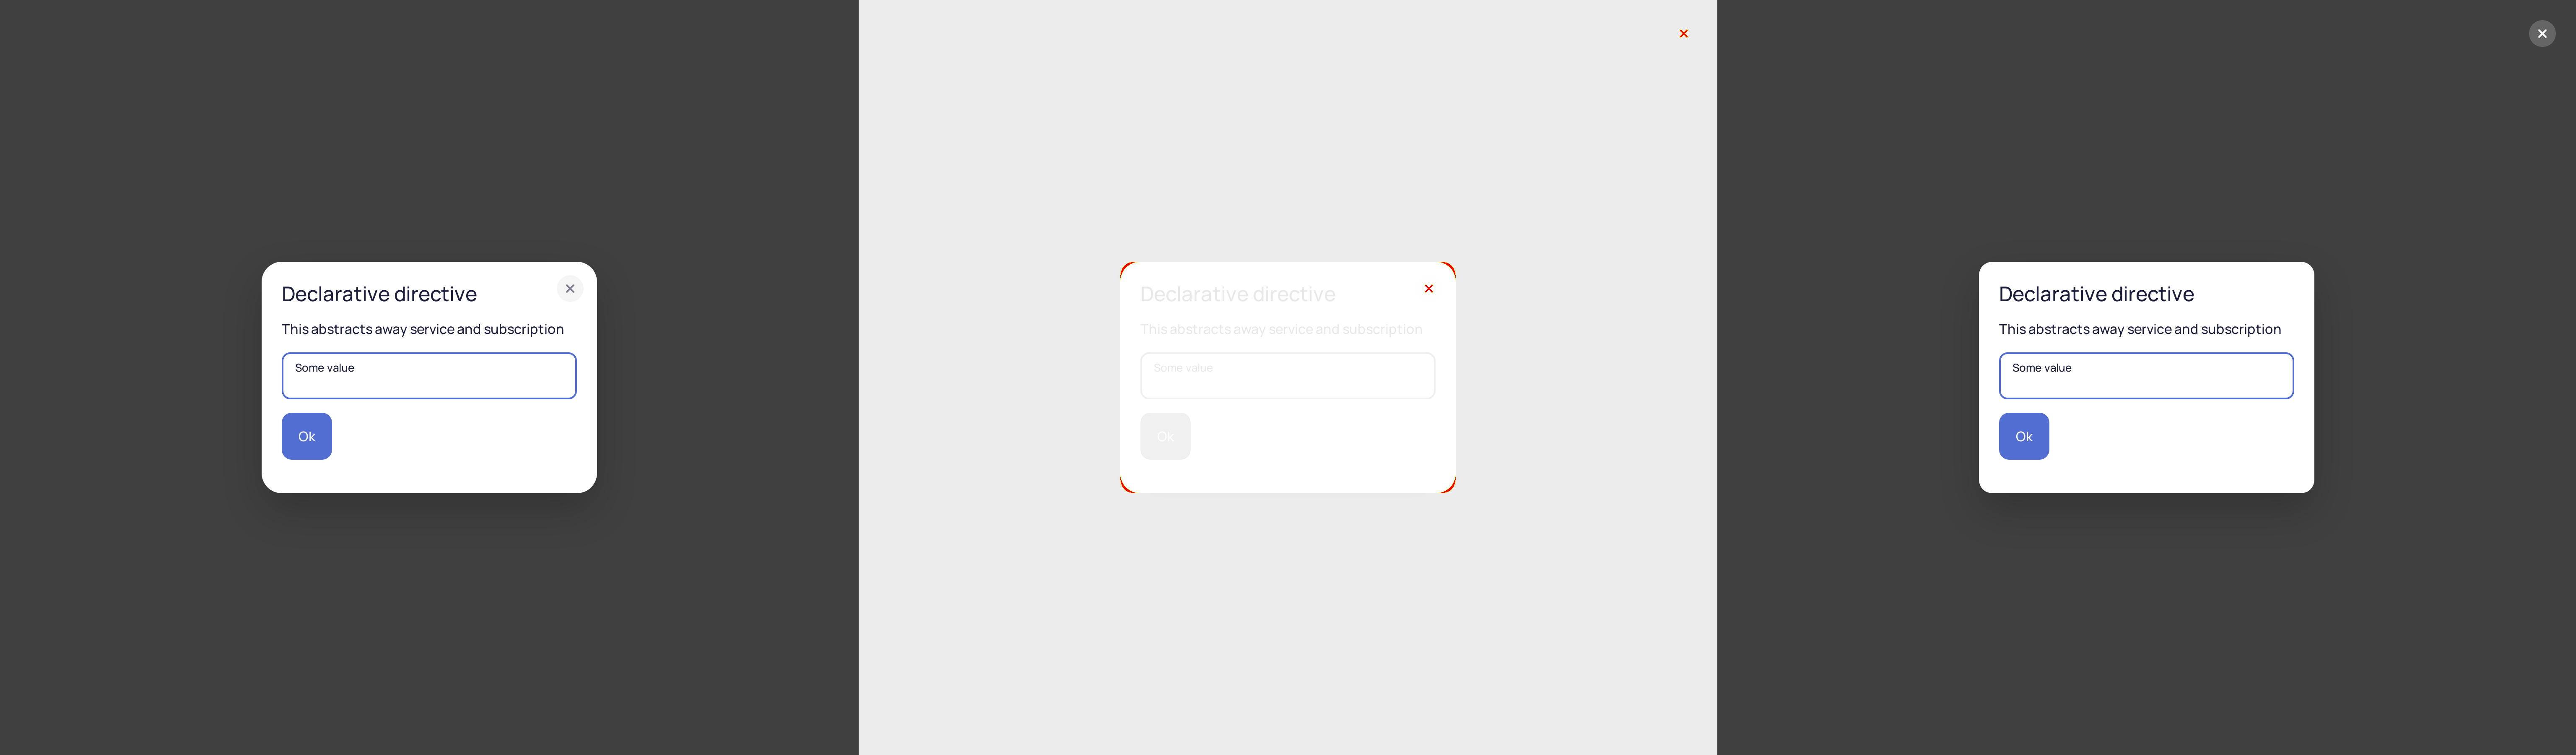 Declarative directive
This abstracts away service and subscription
Some value
Ok
Declarative directive
This abstracts away service and subscription
Some value
Ok
Declarative directive
This abstracts away service and subscription
Some value
Ok